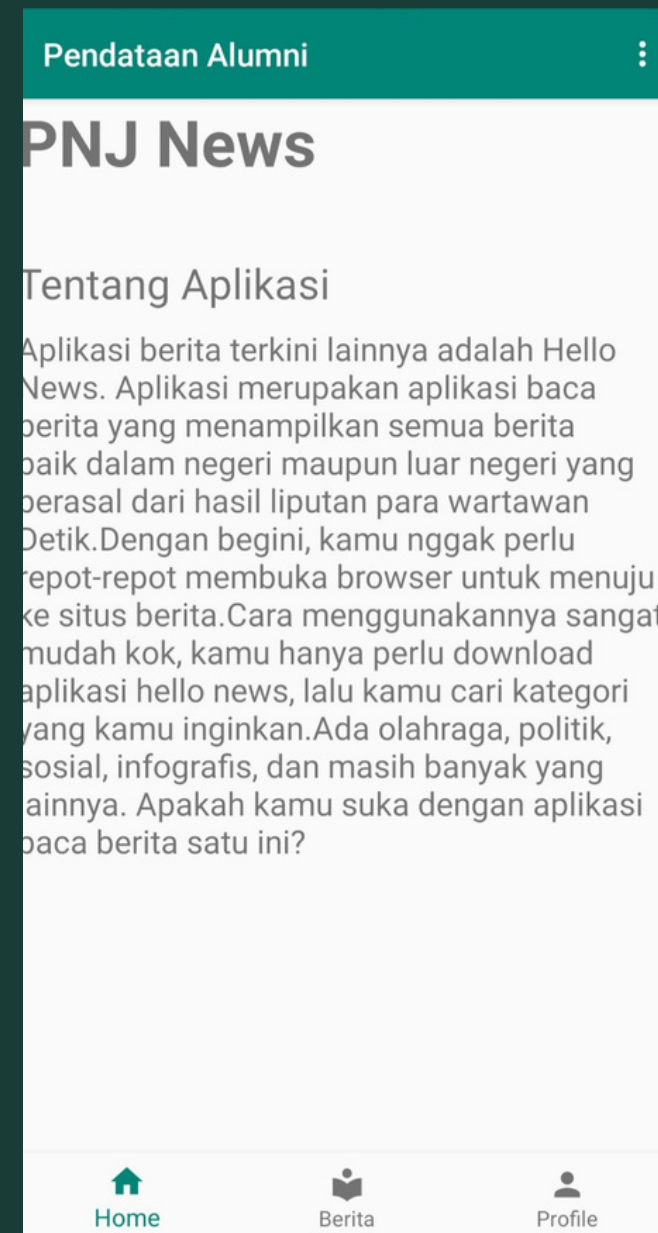 Pendataan Alumni
PNJ News
Tentang Aplikasi
Aplikasi berita terkini lainnya adalah Hello
News. Aplikasi merupakan aplikasi baca
berita yang menampilkan semua berita
baik dalam negeri maupun luar negeri yang
berasal dari hasil liputan para wartawan
Detik.Dengan begini, kamu nggak perlu
repot-repot membuka browser untuk menuju
ke situs berita.Cara menggunakannya sangat
mudah kok, kamu hanya perlu download
aplikasi hello news, lalu kamu cari kategori
yang kamu inginkan.Ada olahraga, politik,
sosial, infografis, dan masih banyak yang
lainnya. Apakah kamu suka dengan aplikasi
baca berita satu ini?
Home
Berita
Profile